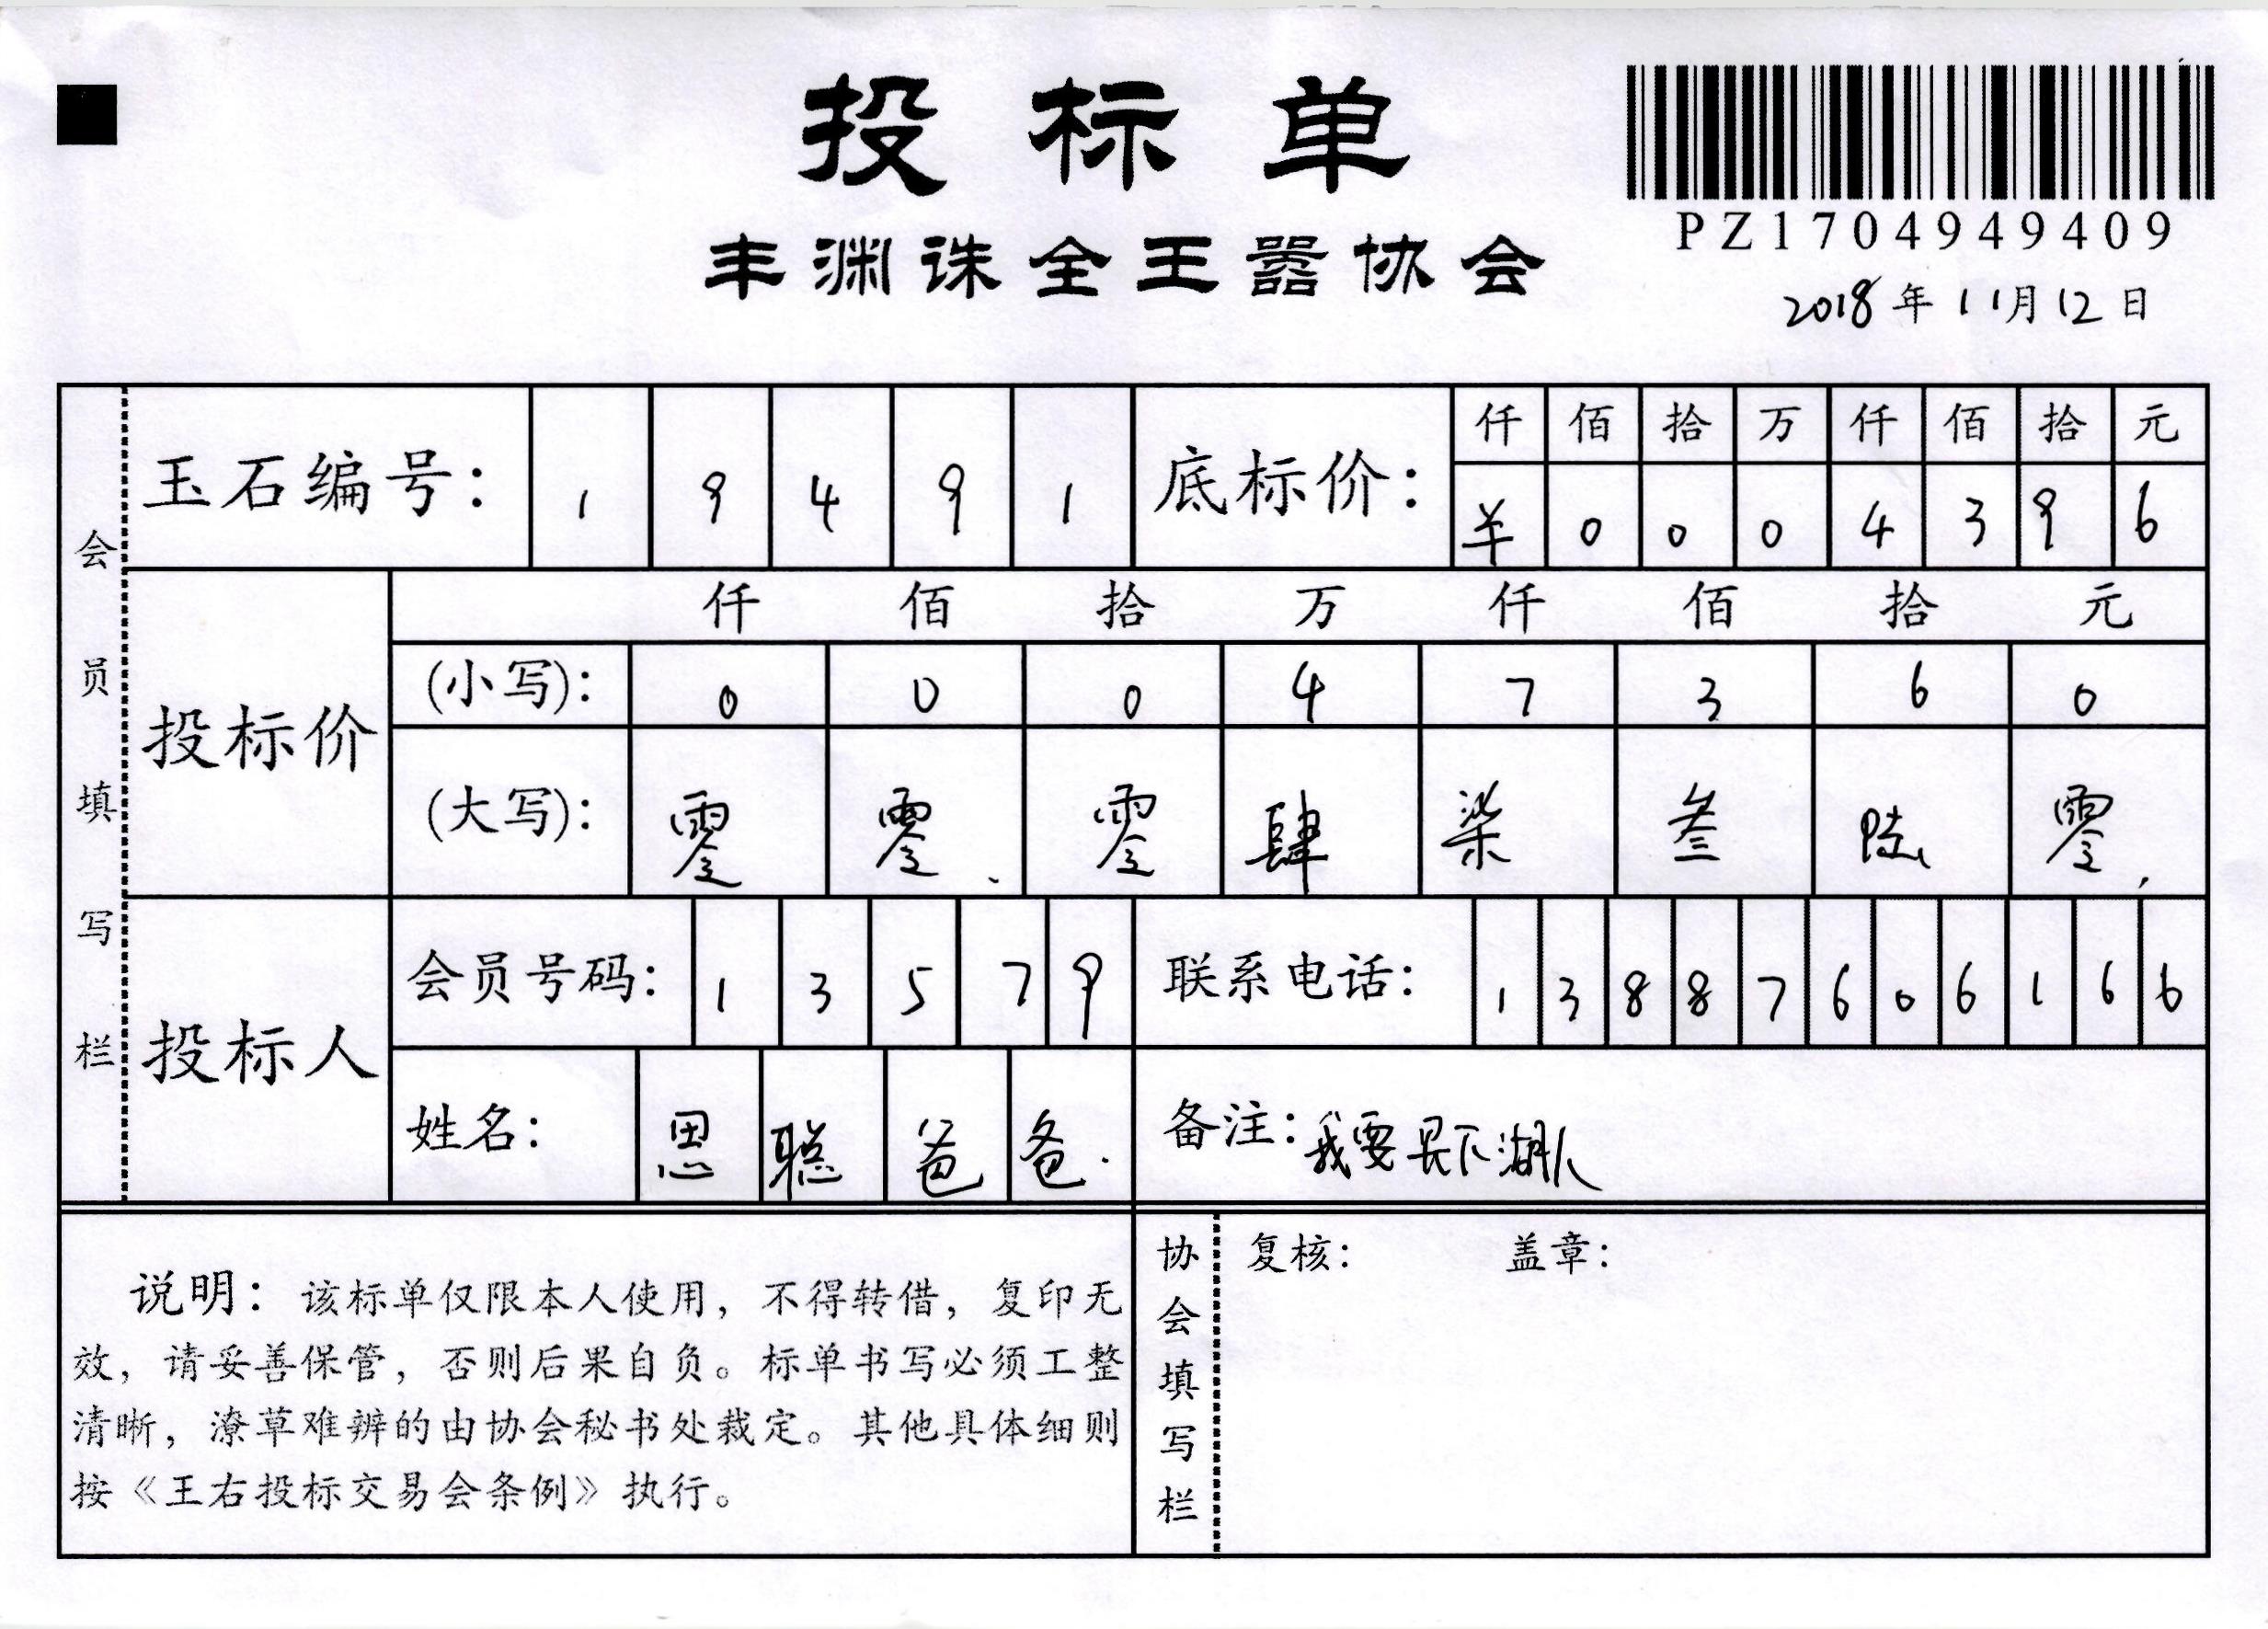 投标单
丰渊诛全王嚣协会
PZ1704949409
2018年11月12日
会员填写栏
玉石编号: 1 9 4 9 1
底标价:
仟 佰 拾 万 仟 佰 拾 元
羊 0 0 0 4 3 9 6
投标价
仟 佰 拾 万 仟 佰 拾 元
(小写): 0 0 0 4 7 3 6 0
(大写): 零 零 零 肆 柒 叁 陆 零
投标人
会员号码: 1 3 5 7 9
联系电话: 1 3 8 8 7 6 0 6 1 6 6
姓名: 思 聪 爸 爸
备注: 我要买下湖人
说明: 该标单仅限本人使用，不得转借，复印无
效，请妥善保管，否则后果自负。标单书写必须工整
清晰，潦草难辨的由协会秘书处裁定。其他具体细则
按《王右投标交易会条例》执行。
协会填写栏
复核: 盖章: